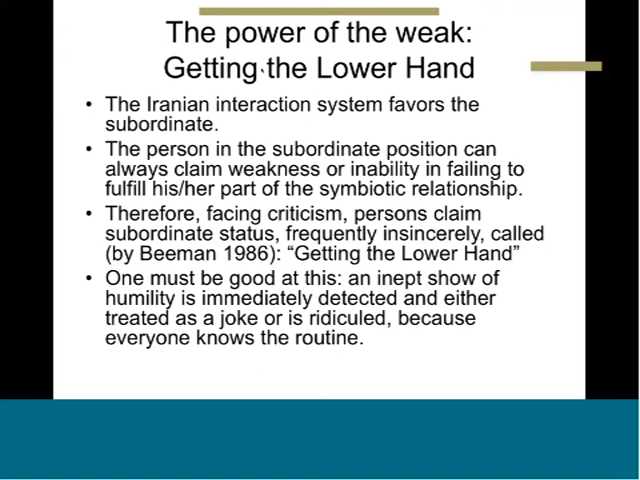 The power of the weak:
Getting the Lower Hand
• The Iranian interaction system favors the
subordinate.
• The person in the subordinate position can
always claim weakness or inability in failing to
fulfill his/her part of the symbiotic relationship.
• Therefore, facing criticism, persons claim
subordinate status, frequently insincerely, called
(by Beeman 1986): “Getting the Lower Hand”
• One must be good at this: an inept show of
humility is immediately detected and either
treated as a joke or is ridiculed, because
everyone knows the routine.